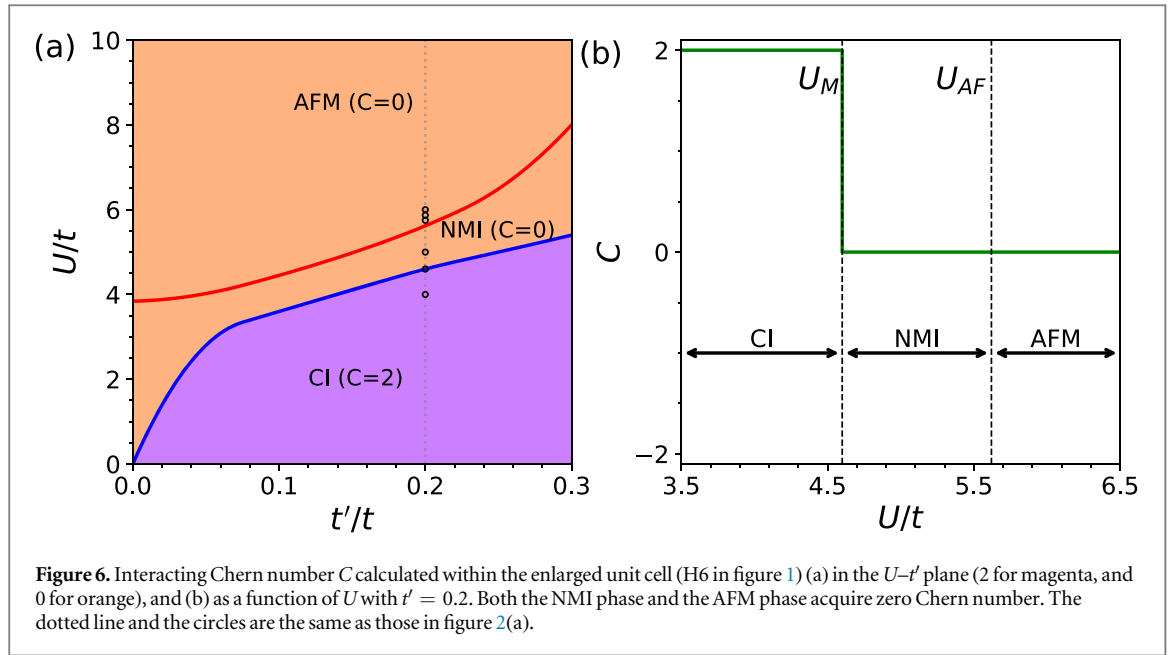 (a)
10
8
6
4
2
0
U/t
AFM (C=0)
NMI (C=0)
CI (C=2)
0.0 0.1 0.2 0.3
t′/t
(b)
2
0
−2
C
U_M
U_AF
CI
NMI
AFM
3.5 4.5 5.5 6.5
U/t
Figure 6. Interacting Chern number C calculated within the enlarged unit cell (H6 in figure 1) (a) in the U–t′ plane (2 for magenta, and
0 for orange), and (b) as a function of U with t′ = 0.2. Both the NMI phase and the AFM phase acquire zero Chern number. The
dotted line and the circles are the same as those in figure 2(a).